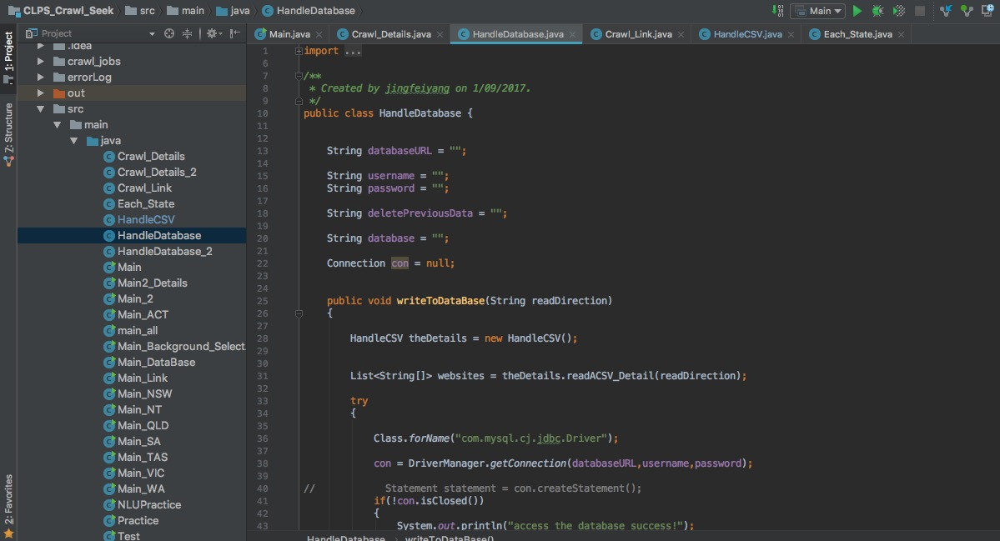 CLPS_Crawl_Seek src main java HandleDatabase Main
1: Project
7: Structure
2: Favorites
Project
.idea
crawl_jobs
errorLog
out
src
main
java
Crawl_Details
Crawl_Details_2
Crawl_Link
Each_State
HandleCSV
HandleDatabase
HandleDatabase_2
Main
Main2_Details
Main_2
Main_ACT
main_all
Main_Background_Select
Main_DataBase
Main_Link
Main_NSW
Main_NT
Main_QLD
Main_SA
Main_TAS
Main_VIC
Main_WA
NLUPractice
Practice
Test
Main.java Crawl_Details.java HandleDatabase.java Crawl_Link.java HandleCSV.java Each_State.java
1 import ...
6
7 /**
8 * Created by jingfeiyang on 1/09/2017.
9 */
10 public class HandleDatabase {
11
12
13 String databaseURL = "";
14
15 String username = "";
16 String password = "";
17
18 String deletePreviousData = "";
19
20 String database = "";
21
22 Connection con = null;
23
24
25 public void writeToDataBase(String readDirection)
26 {
27
28 HandleCSV theDetails = new HandleCSV();
29
30
31 List<String[]> websites = theDetails.readACSV_Detail(readDirection);
32
33 try
34 {
35
36 Class.forName("com.mysql.cj.jdbc.Driver");
37
38 con = DriverManager.getConnection(databaseURL,username,password);
39
40 // Statement statement = con.createStatement();
41 if(!con.isClosed())
42 {
43 System.out.println("access the database success!");
HandleDatabase writeToDataBase()